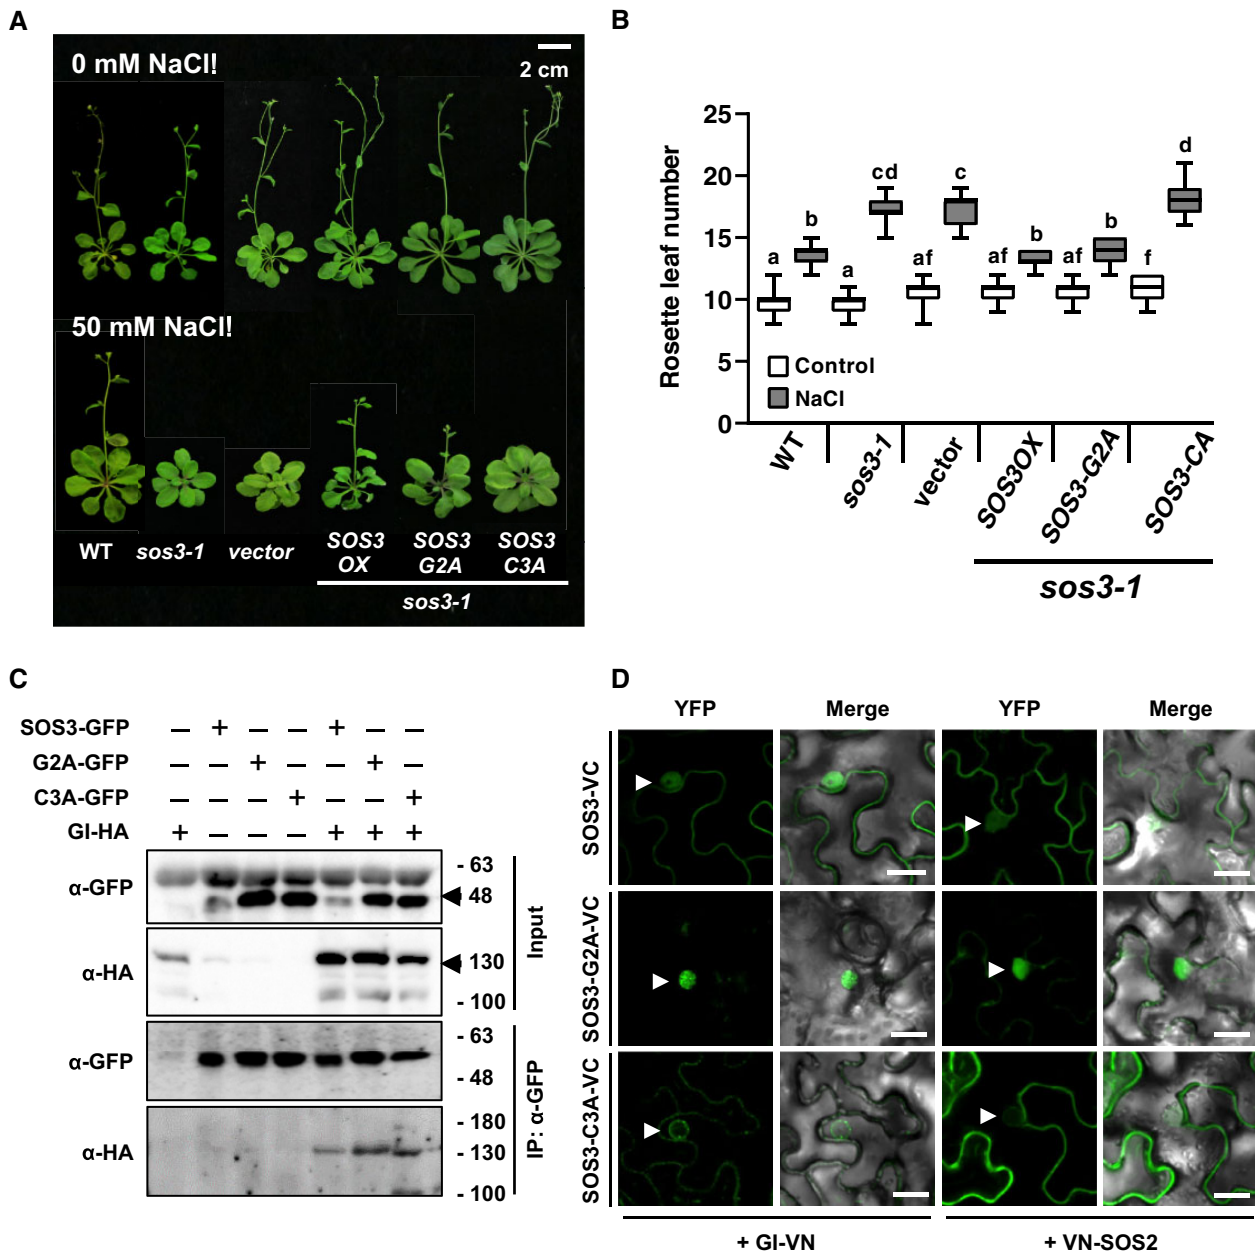 A
0 mM NaCl!
2 cm
50 mM NaCl!
WT sos3-1 vector SOS3 OX SOS3 G2A SOS3 C3A
sos3-1
B
Rosette leaf number
25
20
15
10
5
0
a b a cd af c af b af b f d
Control
NaCl
WT sos3-1 vector SOS3OX SOS3-G2A SOS3-CA
sos3-1
C
SOS3-GFP — + — — + — —
G2A-GFP — — + — — + —
C3A-GFP — — — + — — +
GI-HA + — — — + + +
α-GFP - 63
48
α-HA 130
- 100
Input
α-GFP - 63
- 48
α-HA - 180
- 130
- 100
IP: α-GFP
D
YFP Merge YFP Merge
SOS3-VC
SOS3-G2A-VC
SOS3-C3A-VC
+ GI-VN + VN-SOS2